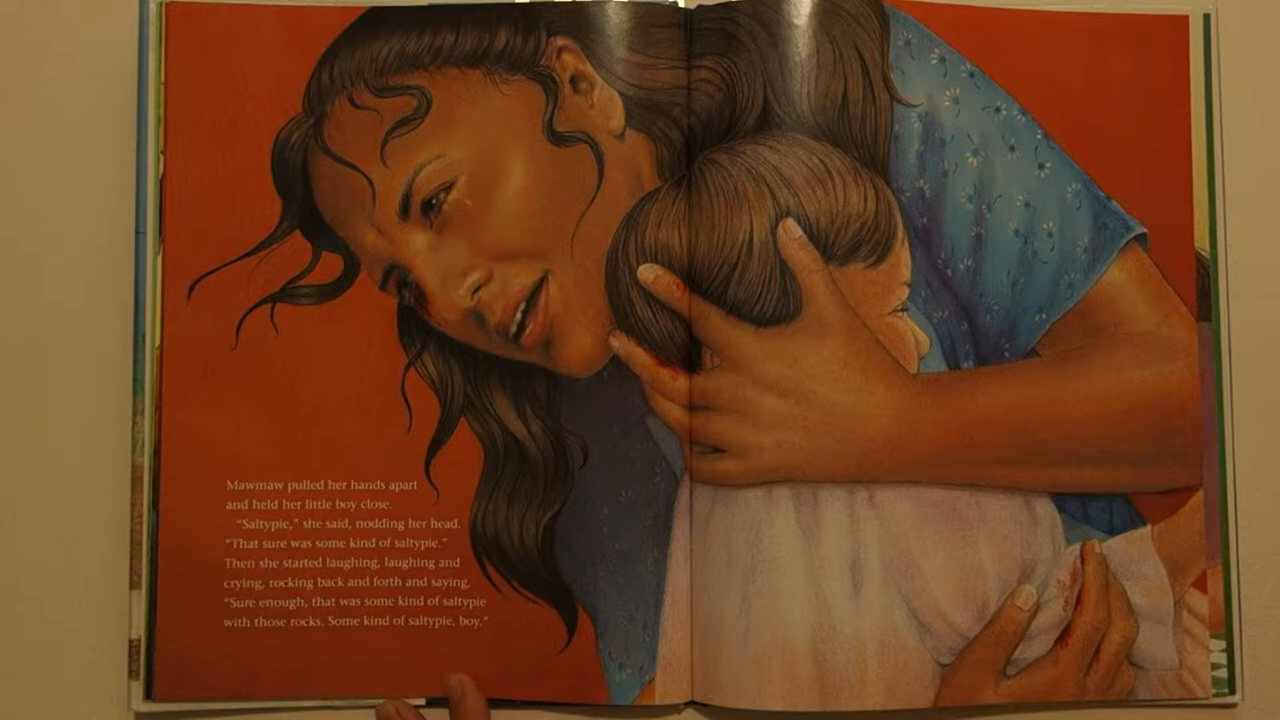 Mawmaw pulled her hands apart
and held her little boy close.
"Saltypie," she said, nodding her head.
"That sure was some kind of saltypie."
Then she started laughing, laughing and
crying, rocking back and forth and saying,
"Sure enough, that was some kind of saltypie
with those rocks. Some kind of saltypie, boy."